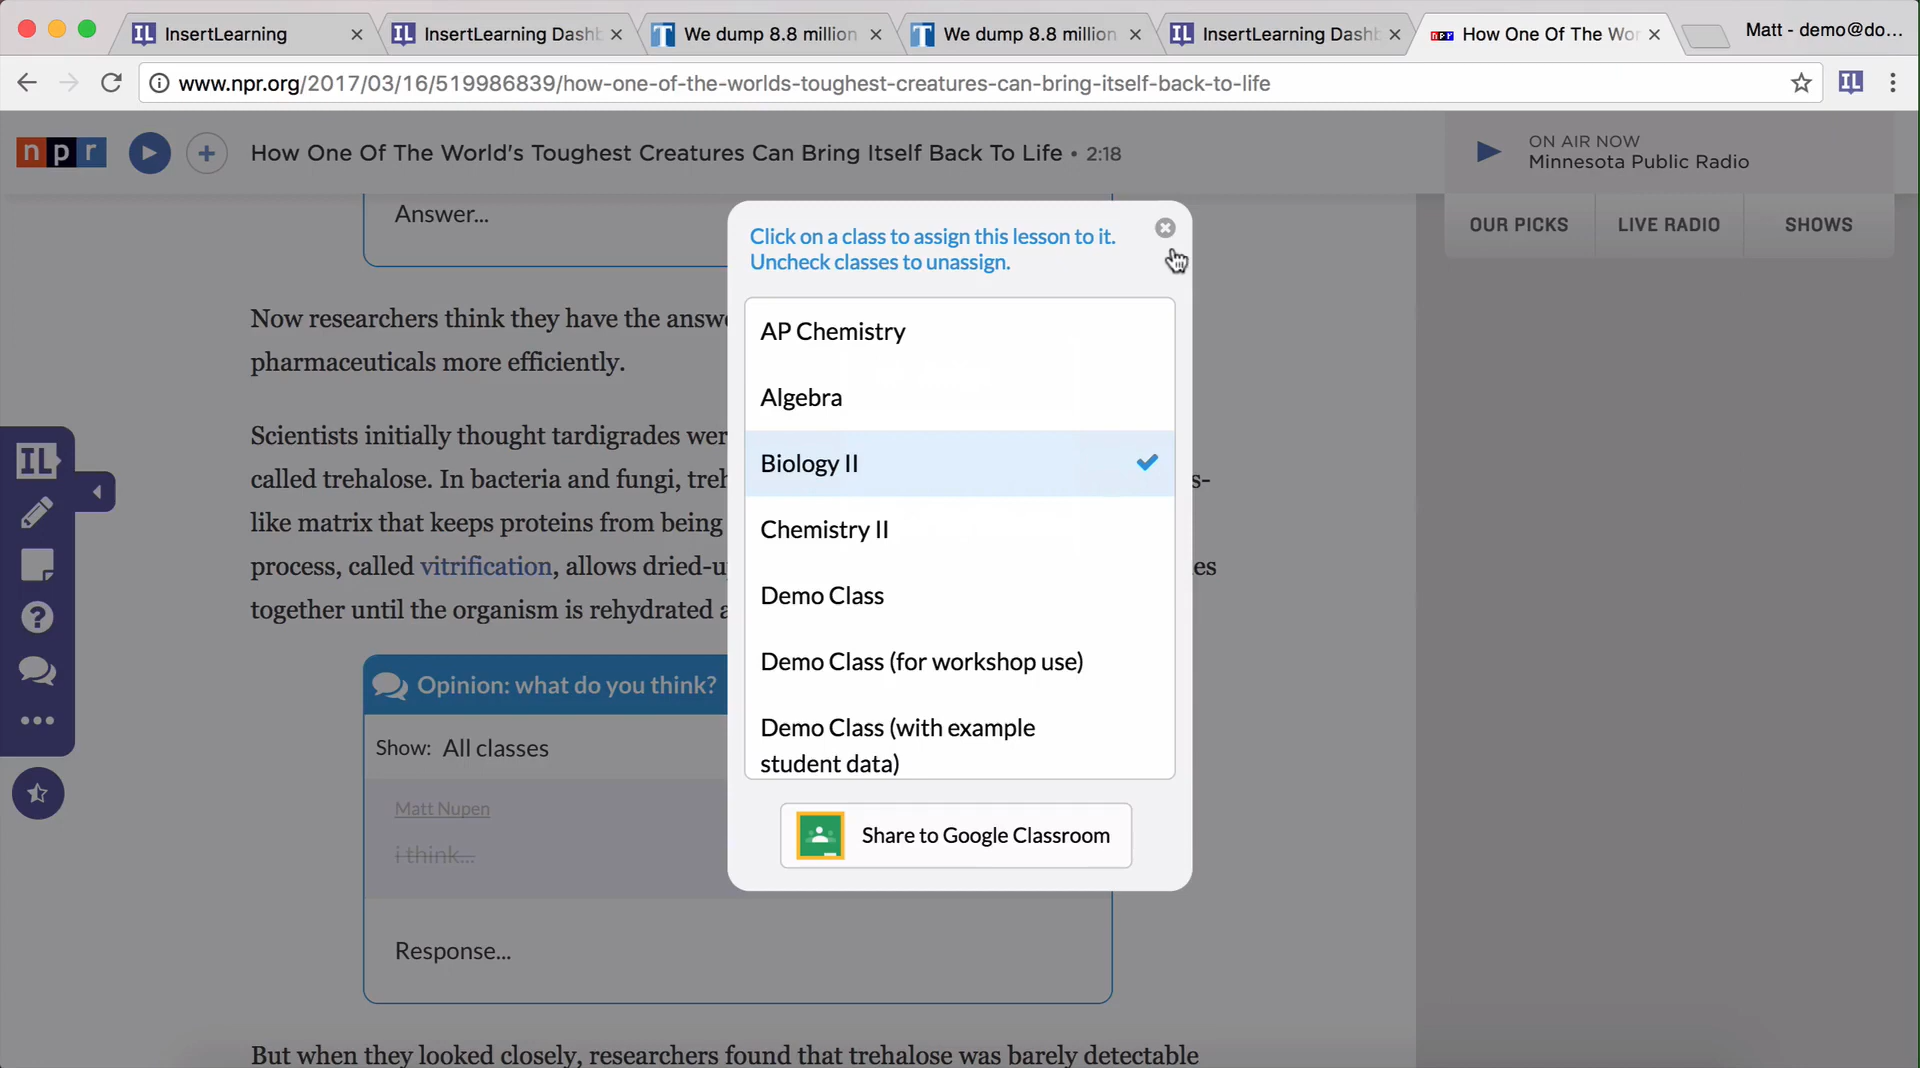 InsertLearning
InsertLearning Dashb
We dump 8.8 million
We dump 8.8 million
InsertLearning Dashb
How One Of The Wor
Matt - demo@do...
www.npr.org/2017/03/16/519986839/how-one-of-the-worlds-toughest-creatures-can-bring-itself-back-to-life
npr
How One Of The World's Toughest Creatures Can Bring Itself Back To Life • 2:18
ON AIR NOW
Minnesota Public Radio
OUR PICKS
LIVE RADIO
SHOWS
Answer...
Now researchers think they have the answe
pharmaceuticals more efficiently.
Scientists initially thought tardigrades wer
called trehalose. In bacteria and fungi, treh s-
like matrix that keeps proteins from being
process, called vitrification, allows dried-u es
together until the organism is rehydrated a
IL
Opinion: what do you think?
Show: All classes
Matt Nupen
i think...
Response...
But when they looked closely, researchers found that trehalose was barely detectable
Click on a class to assign this lesson to it.
Uncheck classes to unassign.
AP Chemistry
Algebra
Biology II
Chemistry II
Demo Class
Demo Class (for workshop use)
Demo Class (with example
student data)
Share to Google Classroom